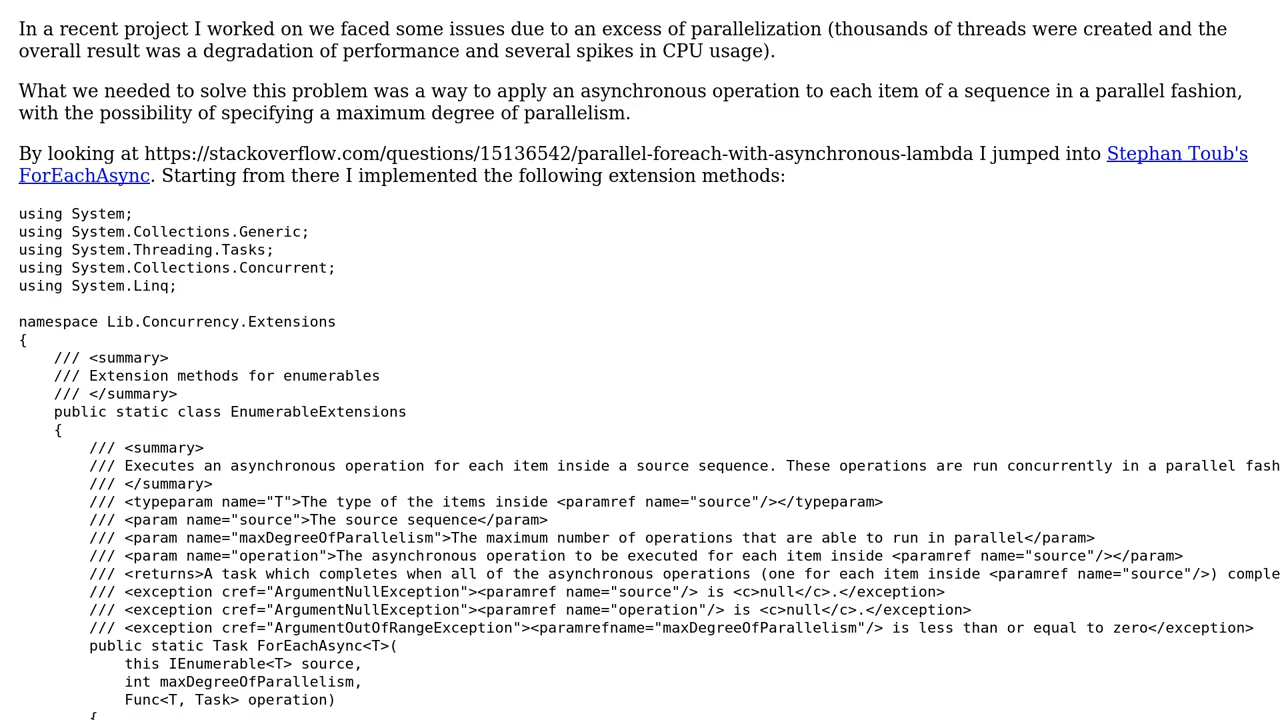 In a recent project I worked on we faced some issues due to an excess of parallelization (thousands of threads were created and the
overall result was a degradation of performance and several spikes in CPU usage).
What we needed to solve this problem was a way to apply an asynchronous operation to each item of a sequence in a parallel fashion,
with the possibility of specifying a maximum degree of parallelism.
By looking at https://stackoverflow.com/questions/15136542/parallel-foreach-with-asynchronous-lambda I jumped into Stephan Toub's
ForEachAsync. Starting from there I implemented the following extension methods:
using System;
using System.Collections.Generic;
using System.Threading.Tasks;
using System.Collections.Concurrent;
using System.Linq;
namespace Lib.Concurrency.Extensions
{
    /// <summary>
    /// Extension methods for enumerables
    /// </summary>
    public static class EnumerableExtensions
    {
        /// <summary>
        /// Executes an asynchronous operation for each item inside a source sequence. These operations are run concurrently in a parallel fash
        /// </summary>
        /// <typeparam name="T">The type of the items inside <paramref name="source"/></typeparam>
        /// <param name="source">The source sequence</param>
        /// <param name="maxDegreeOfParallelism">The maximum number of operations that are able to run in parallel</param>
        /// <param name="operation">The asynchronous operation to be executed for each item inside <paramref name="source"/></param>
        /// <returns>A task which completes when all of the asynchronous operations (one for each item inside <paramref name="source"/>) comple
        /// <exception cref="ArgumentNullException"><paramref name="source"/> is <c>null</c>.</exception>
        /// <exception cref="ArgumentNullException"><paramref name="operation"/> is <c>null</c>.</exception>
        /// <exception cref="ArgumentOutOfRangeException"><paramrefname="maxDegreeOfParallelism"/> is less than or equal to zero</exception>
        public static Task ForEachAsync<T>(
            this IEnumerable<T> source,
            int maxDegreeOfParallelism,
            Func<T, Task> operation)
        {